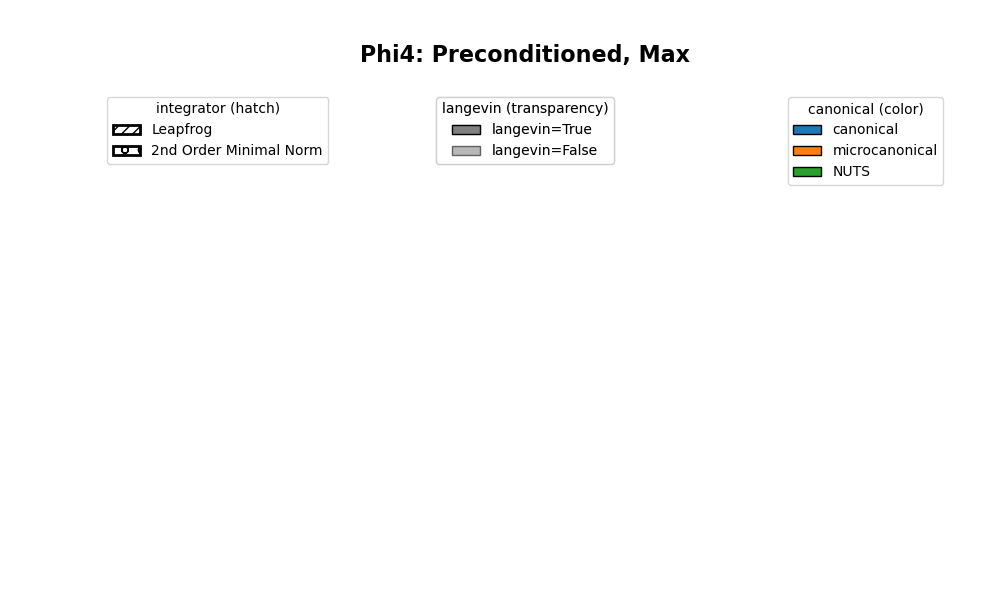 Phi4: Preconditioned, Max
integrator (hatch)
Leapfrog
2nd Order Minimal Norm
langevin (transparency)
langevin=True
langevin=False
canonical (color)
canonical
microcanonical
NUTS